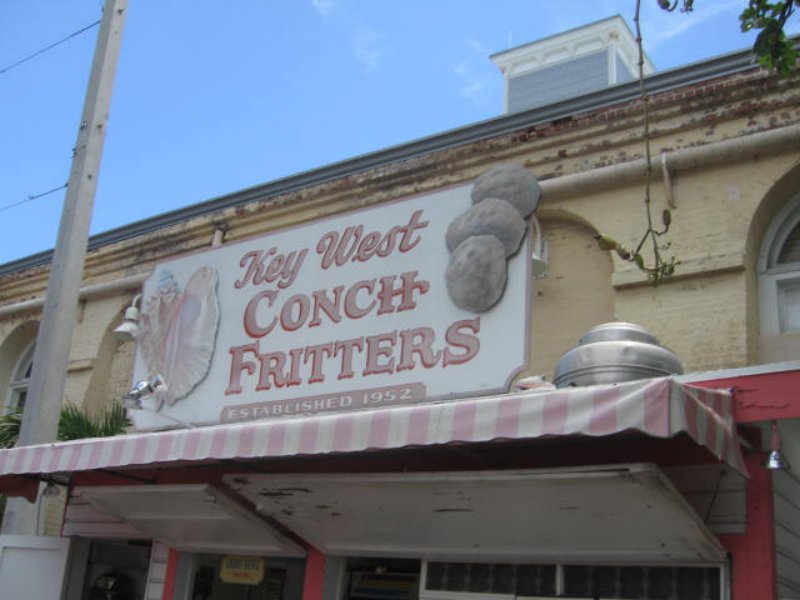 Key West
CONCH
FRITTERS
ESTABLISHED 1952